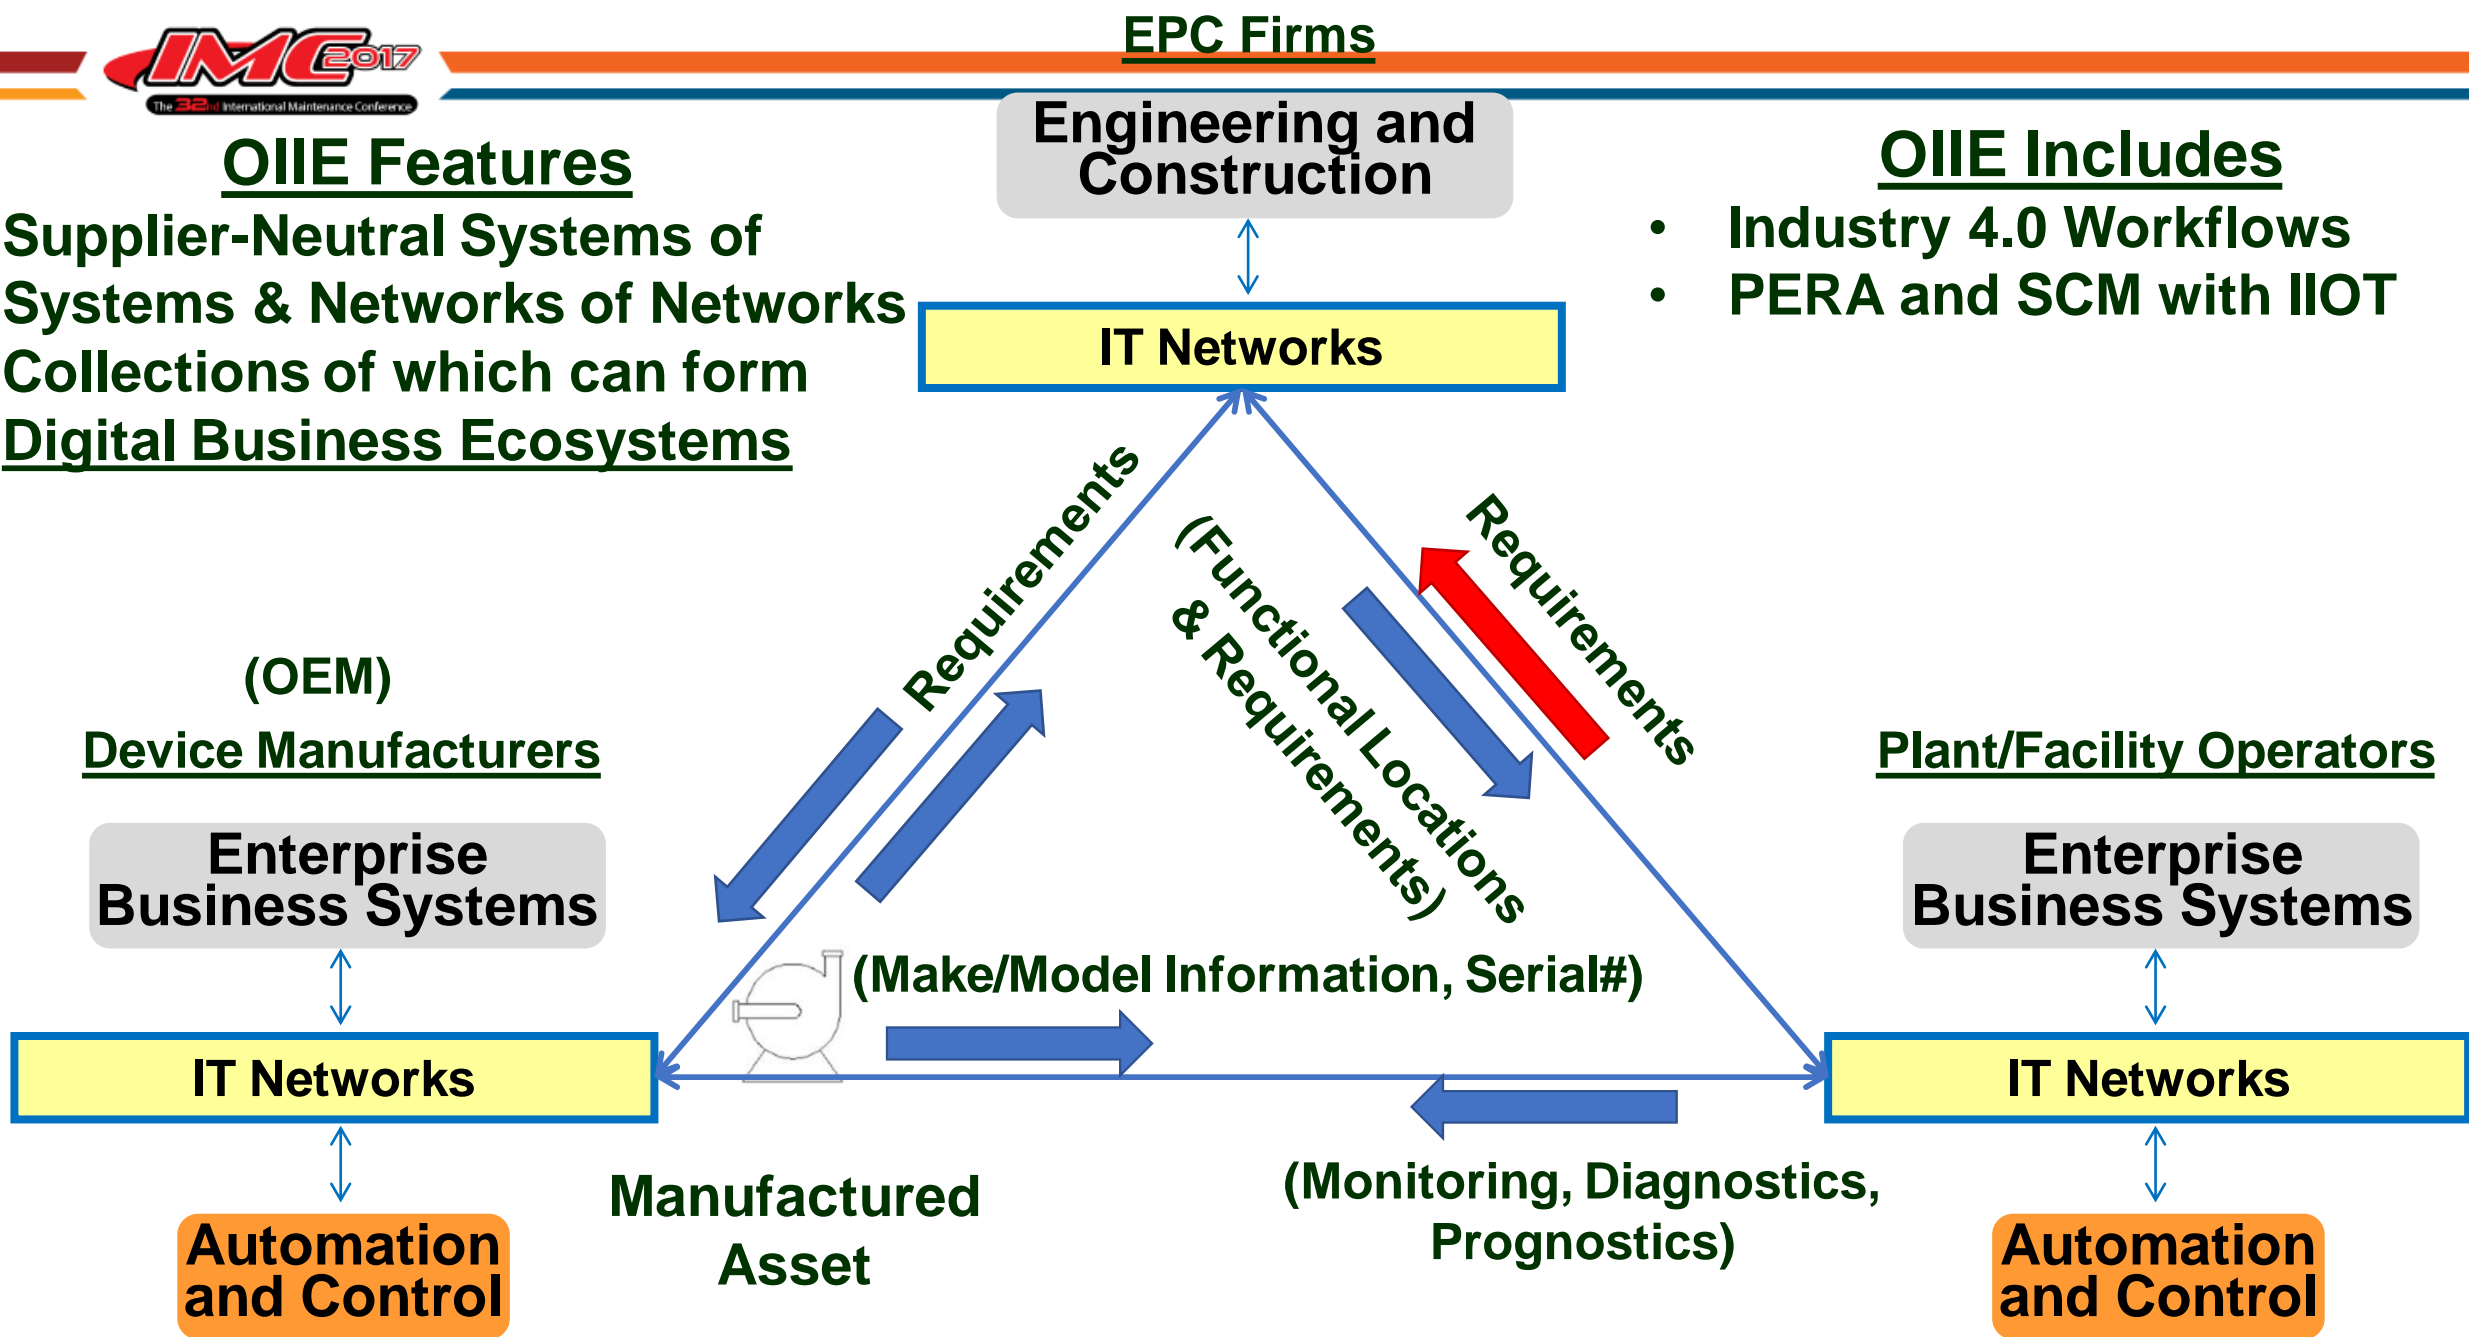 EPC Firms
IMC 2017
The 32nd International Maintenance Conference
Engineering and
Construction
OIIE Features
Supplier-Neutral Systems of
Systems & Networks of Networks
Collections of which can form
Digital Business Ecosystems
OIIE Includes
• Industry 4.0 Workflows
• PERA and SCM with IIOT
IT Networks
Requirements
(Functional Locations
& Requirements)
Requirements
(OEM)
Device Manufacturers
Enterprise
Business Systems
IT Networks
Automation
and Control
Plant/Facility Operators
Enterprise
Business Systems
IT Networks
Automation
and Control
(Make/Model Information, Serial#)
Manufactured
Asset
(Monitoring, Diagnostics,
Prognostics)